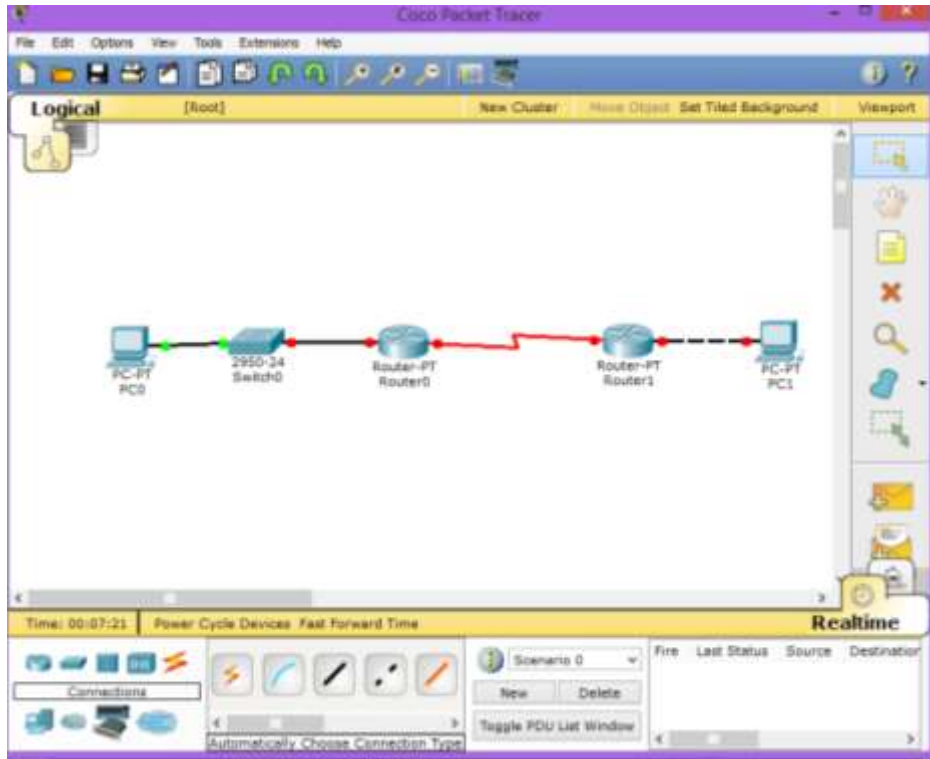 Cisco Packet Tracer
File Edit Options View Tools Extensions Help
Logical [Root] New Cluster Move Object Set Tiled Background Viewport
PC-PT
PC0
2950-24
Switch0
Router-PT
Router0
Router-PT
Router1
PC-PT
PC1
Time: 00:07:21 Power Cycle Devices Fast Forward Time Realtime
Connections
Automatically Choose Connection Type
Scenario 0
New Delete
Toggle PDU List Window
Fire Last Status Source Destination